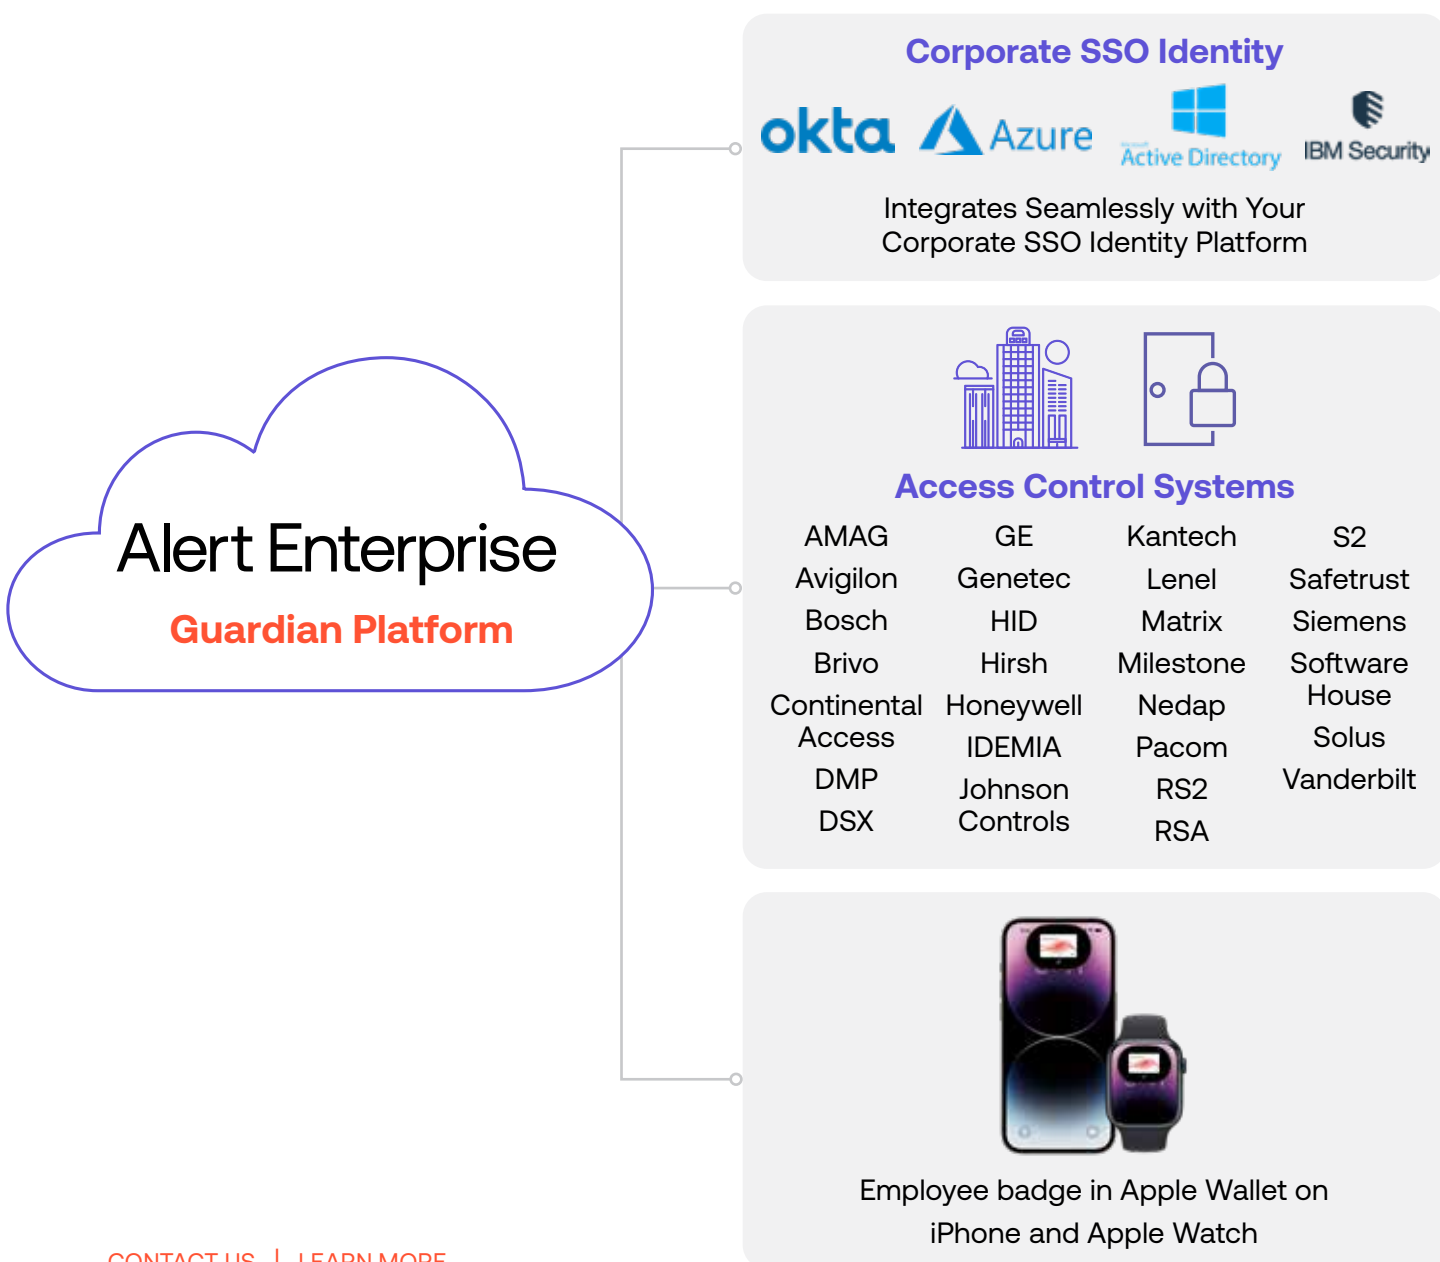 Corporate SSO Identity
okta
Azure
Active Directory
IBM Security
Integrates Seamlessly with Your
Corporate SSO Identity Platform
Alert Enterprise
Guardian Platform
Access Control Systems
AMAG
Avigilon
Bosch
Brivo
Continental
Access
DMP
DSX
GE
Genetec
HID
Hirsh
Honeywell
IDEMIA
Johnson
Controls
Kantech
Lenel
Matrix
Milestone
Nedap
Pacom
RS2
RSA
S2
Safetrust
Siemens
Software
House
Solus
Vanderbilt
Employee badge in Apple Wallet on
iPhone and Apple Watch
CONTACT US | LEARN MORE